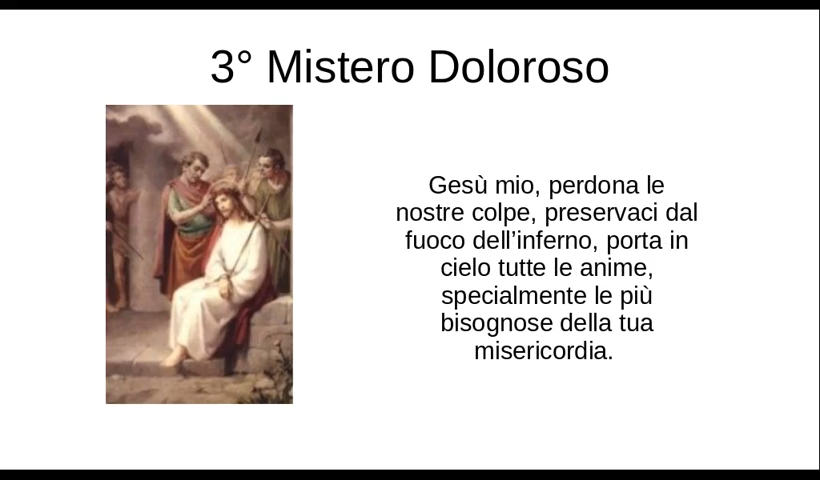 3° Mistero Doloroso
Gesù mio, perdona le
nostre colpe, preservaci dal
fuoco dell’inferno, porta in
cielo tutte le anime,
specialmente le più
bisognose della tua
misericordia.